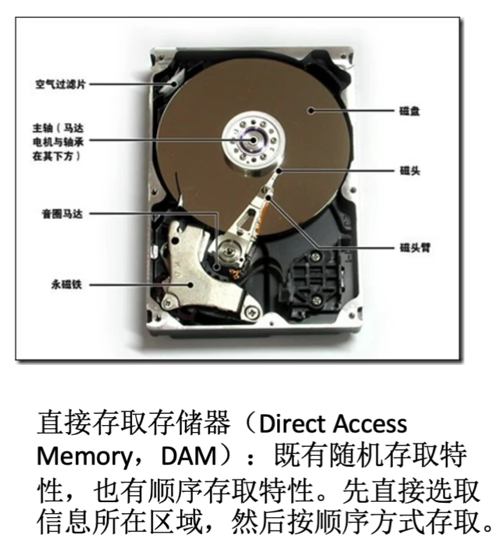 空气过滤片
磁盘
主轴（马达
电机与轴承
在其下方）
磁头
音圈马达
磁头臂
永磁铁
直接存取存储器（Direct Access
Memory，DAM）：既有随机存取特
性，也有顺序存取特性。先直接选取
信息所在区域，然后按顺序方式存取。